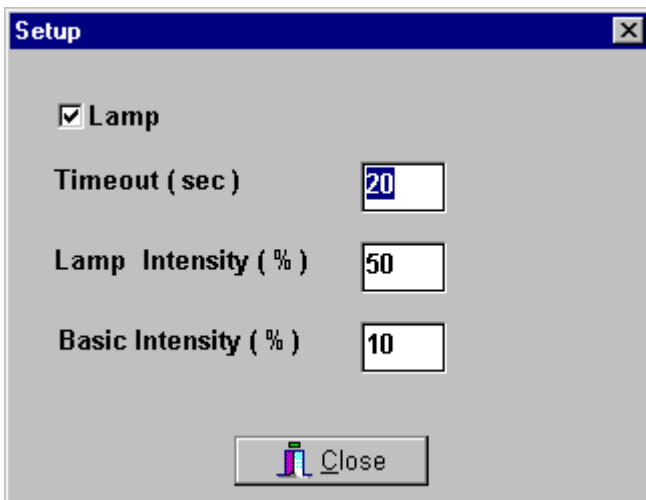 Setup
Lamp
Timeout ( sec ) 20
Lamp Intensity ( % ) 50
Basic Intensity ( % ) 10
Close